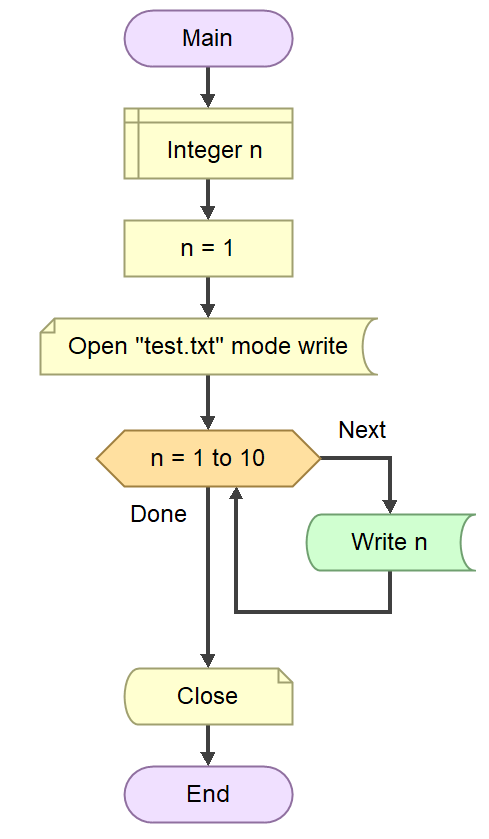 Main
Integer n
n = 1
Open "test.txt" mode write
n = 1 to 10
Next
Done
Write n
Close
End